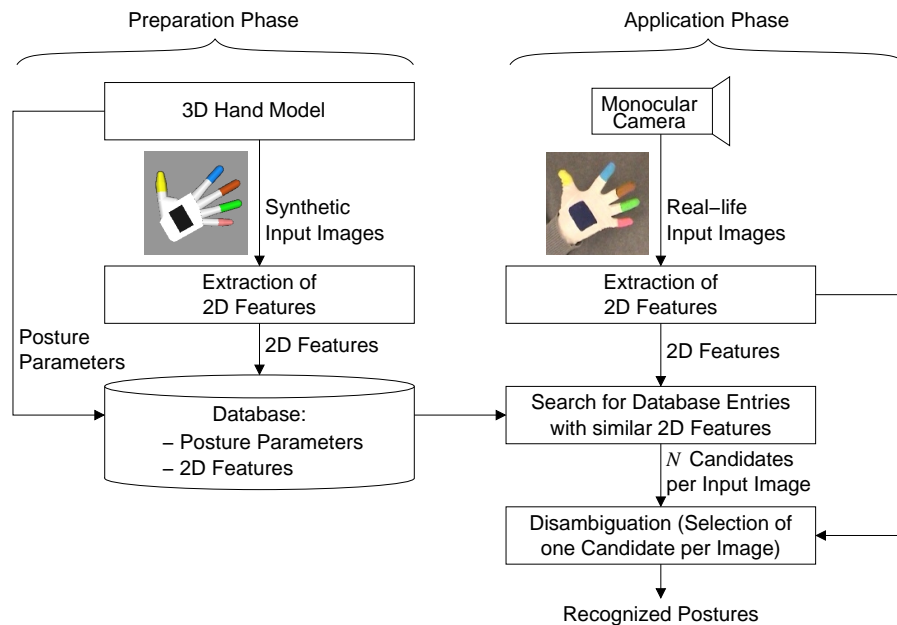 Preparation Phase
3D Hand Model
Synthetic
Input Images
Extraction of
2D Features
Posture
Parameters
2D Features
Database:
– Posture Parameters
– 2D Features
Application Phase
Monocular
Camera
Real–life
Input Images
Extraction of
2D Features
2D Features
Search for Database Entries
with similar 2D Features
N Candidates
per Input Image
Disambiguation (Selection of
one Candidate per Image)
Recognized Postures